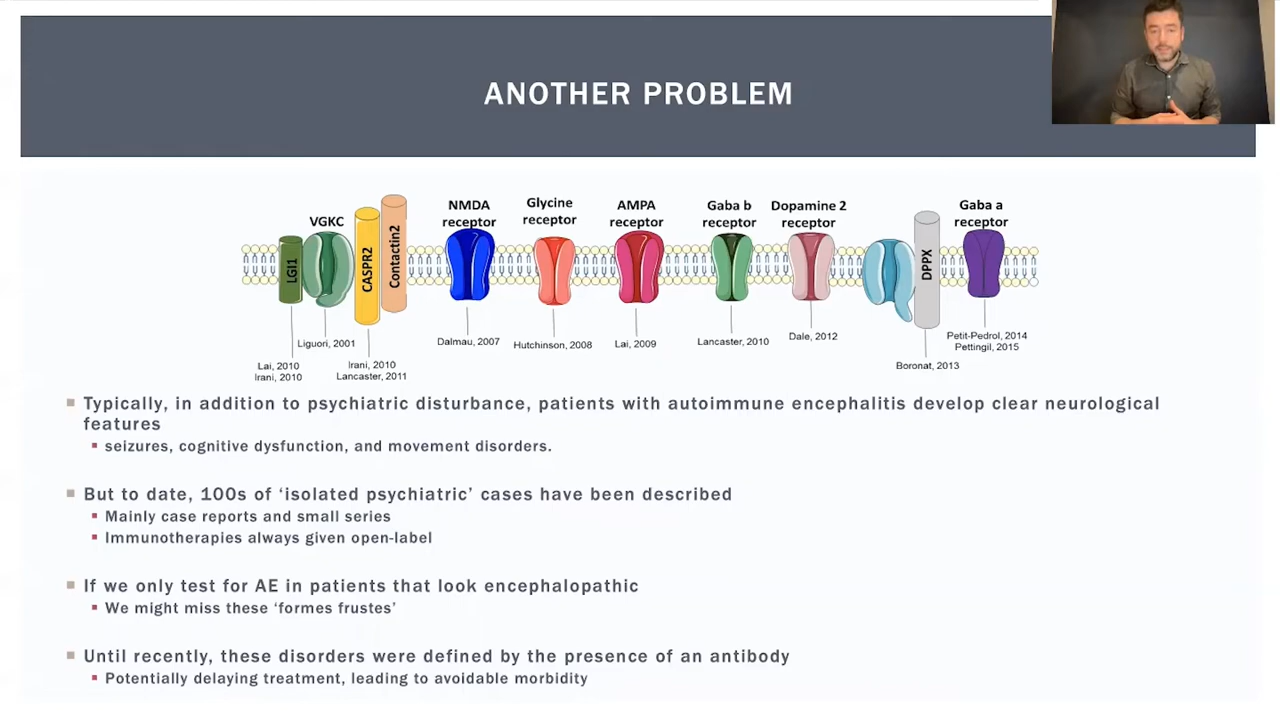 ANOTHER PROBLEM
VGKC
LGI1
CASPR2
Contactin2
NMDA
receptor
Glycine
receptor
AMPA
receptor
Gaba b
receptor
Dopamine 2
receptor
DPPX
Gaba a
receptor
Lai, 2010
Irani, 2010
Liguori, 2001
Irani, 2010
Lancaster, 2011
Dalmau, 2007
Hutchinson, 2008
Lai, 2009
Lancaster, 2010
Dale, 2012
Boronat, 2013
Petit-Pedrol, 2014
Pettingil, 2015
Typically, in addition to psychiatric disturbance, patients with autoimmune encephalitis develop clear neurological
features
seizures, cognitive dysfunction, and movement disorders.
But to date, 100s of ‘isolated psychiatric’ cases have been described
Mainly case reports and small series
Immunotherapies always given open-label
If we only test for AE in patients that look encephalopathic
We might miss these ‘formes frustes’
Until recently, these disorders were defined by the presence of an antibody
Potentially delaying treatment, leading to avoidable morbidity